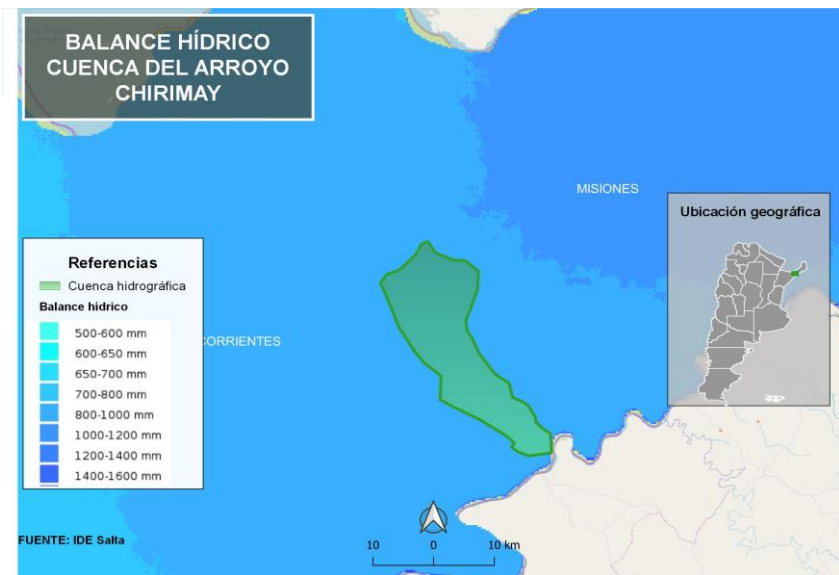 BALANCE HÍDRICO
CUENCA DEL ARROYO
CHIRIMAY
MISIONES
Ubicación geográfica
Referencias
Cuenca hidrográfica
Balance hídrico
500-600 mm
600-650 mm
650-700 mm
700-800 mm
800-1000 mm
1000-1200 mm
1200-1400 mm
1400-1600 mm
CORRIENTES
FUENTE: IDE Salta
10 0 10 km